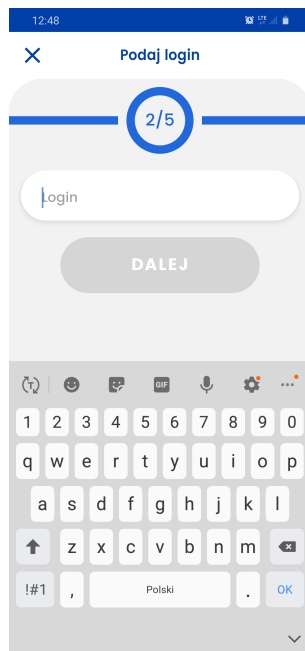 12:48 LTE
Podaj login
2/5
Login
DALEJ
T GIF
1 2 3 4 5 6 7 8 9 0
q w e r t y u i o p
a s d f g h j k l
z x c v b n m
!#1 , Polski . OK